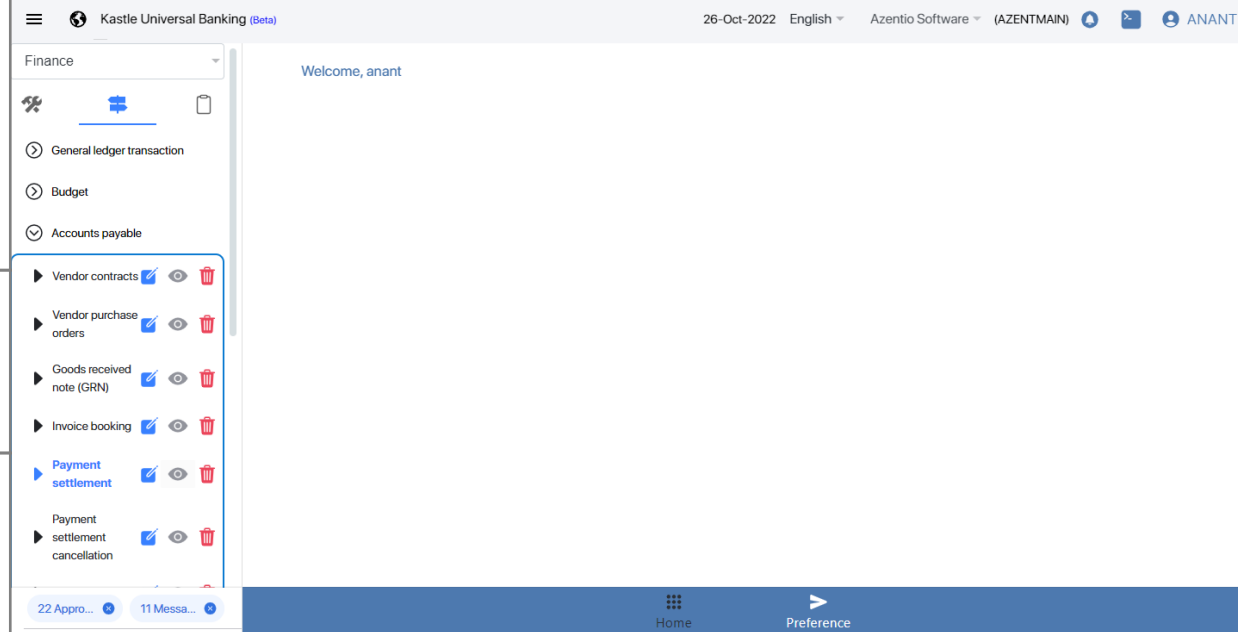 Kastle Universal Banking (Beta)
26-Oct-2022 English Azentio Software (AZENTMAIN) ANANT
Finance
Welcome, anant
General ledger transaction
Budget
Accounts payable
Vendor contracts
Vendor purchase
orders
Goods received
note (GRN)
Invoice booking
Payment
settlement
Payment
settlement
cancellation
22 Appro... 11 Messa...
Home Preference